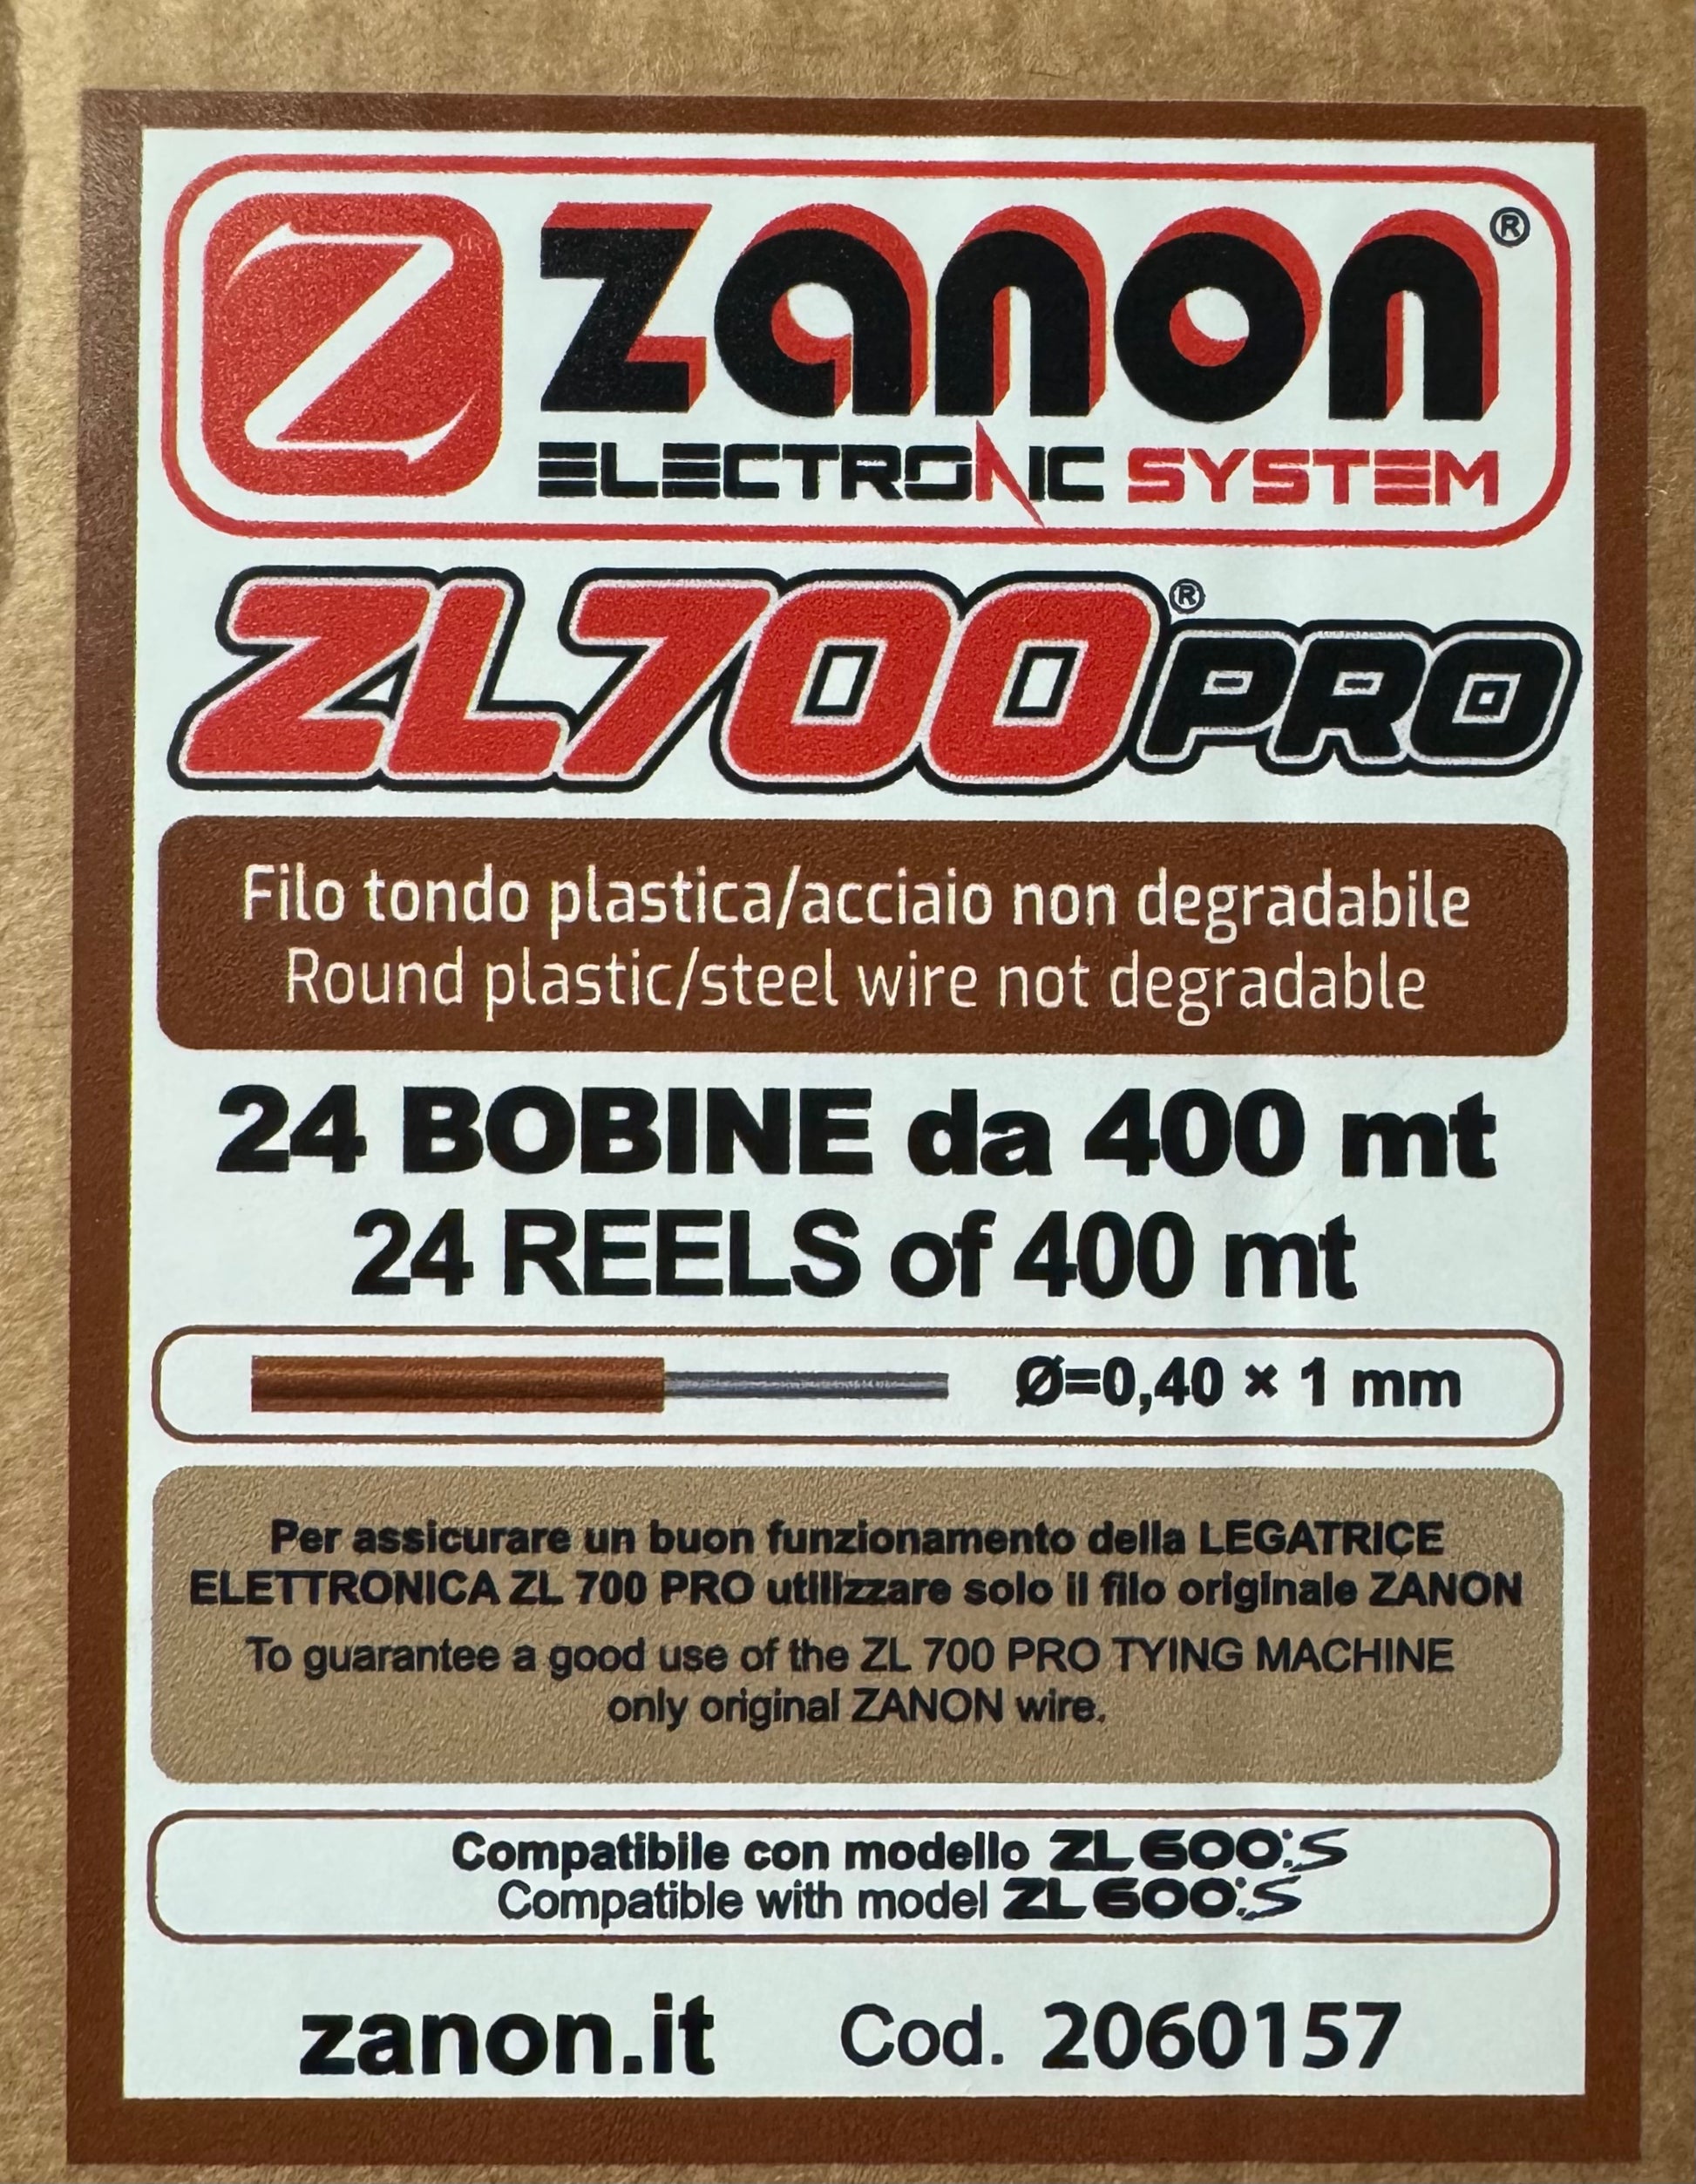 Z zanon®
ELECTRONIC SYSTEM
ZL700® PRO
Filo tondo plastica/acciaio non degradabile
Round plastic/steel wire not degradable
24 BOBINE da 400 mt
24 REELS of 400 mt
Ø=0,40 × 1 mm
Per assicurare un buon funzionamento della LEGATRICE
ELETTRONICA ZL 700 PRO utilizzare solo il filo originale ZANON
To guarantee a good use of the ZL 700 PRO TYING MACHINE
only original ZANON wire.
Compatibile con modello ZL600:S
Compatible with model ZL600:S
zanon.it Cod. 2060157